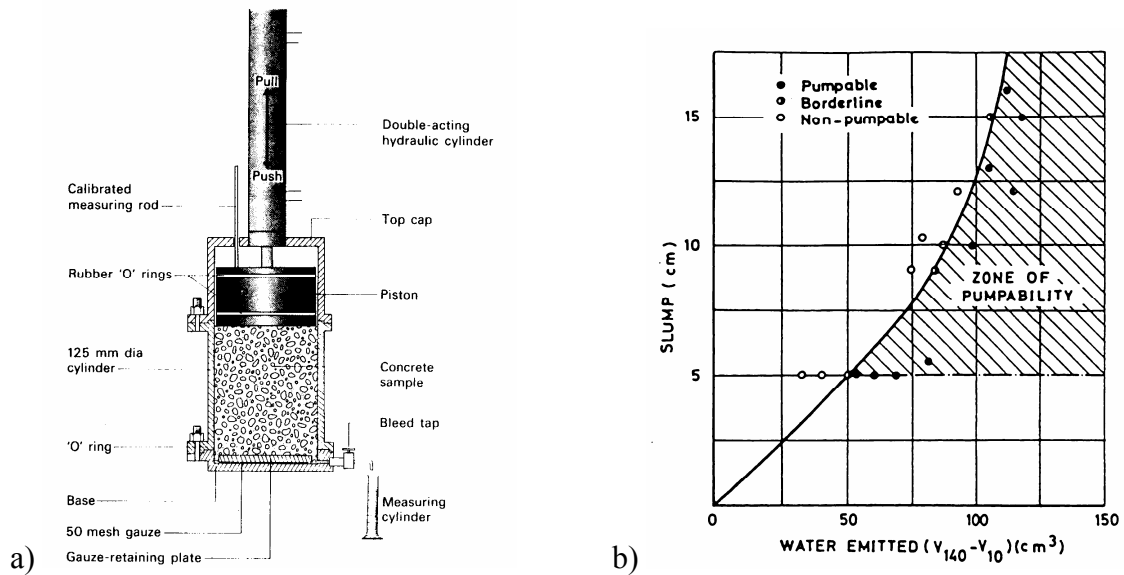 Pull
Push
Double-acting
hydraulic cylinder
Calibrated
measuring rod
Top cap
Rubber 'O' rings
Piston
125 mm dia
cylinder
Concrete
sample
Bleed tap
'O' ring
Base
Measuring
cylinder
50 mesh gauze
Gauze-retaining plate
a)
Pumpable
Borderline
Non-pumpable
15
10
5
SLUMP (cm)
ZONE OF
PUMPABILITY
0
50
100
150
WATER EMITTED (V140-V10)(cm3)
b)